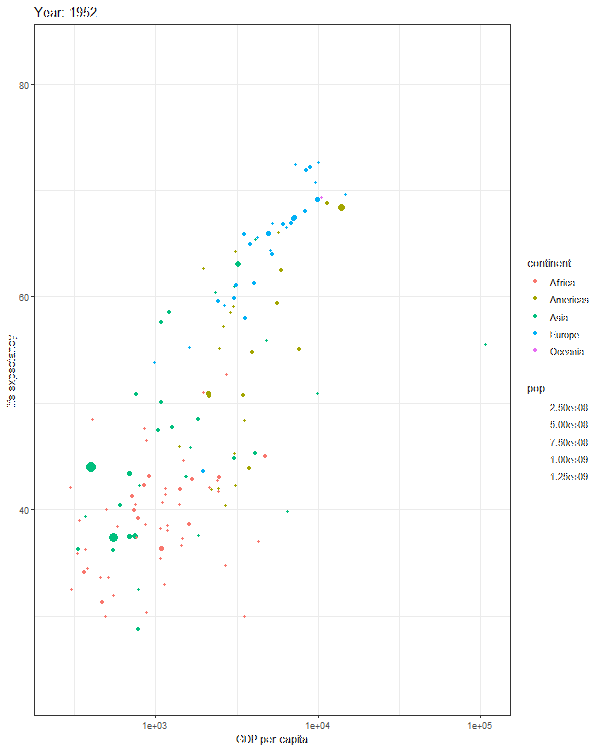 Year: 1952
80
60
40
life expectancy
1e+03
1e+04
1e+05
GDP per capita
continent
Africa
Americas
Asia
Europe
Oceania
pop
2.50e+08
5.00e+08
7.50e+08
1.00e+09
1.25e+09